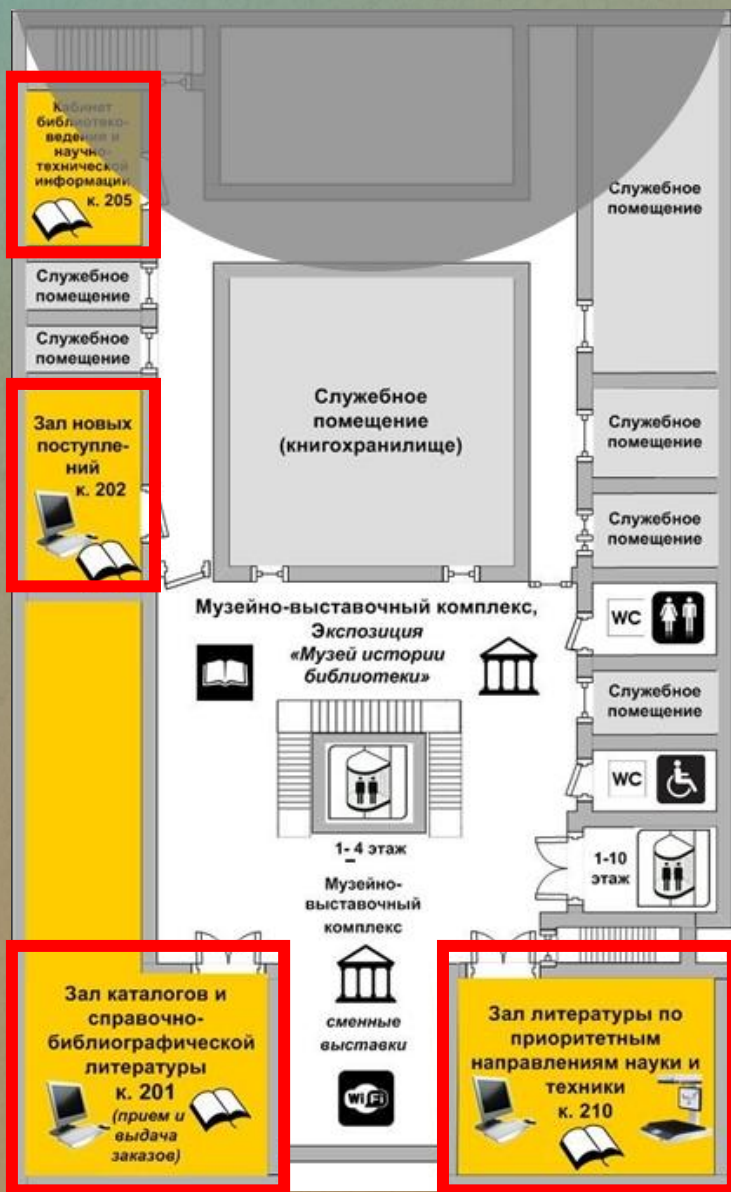 Кабинет
библиотеко-
ведения и
научно-
технической
информации
к. 205
Служебное
помещение
Служебное
помещение
Служебное
помещение
Зал новых
поступле-
ний
к. 202
Служебное
помещение
(книгохранилище)
Служебное
помещение
Служебное
помещение
Музейно-выставочный комплекс,
Экспозиция
«Музей истории
библиотеки»
WC
Служебное
помещение
WC
1- 4 этаж
1-10
этаж
Музейно-
выставочный
комплекс
сменные
выставки
Wi Fi
Зал каталогов и
справочно-
библиографической
литературы
к. 201
(прием и
выдача
заказов)
Зал литературы по
приоритетным
направлениям науки и
техники
к. 210